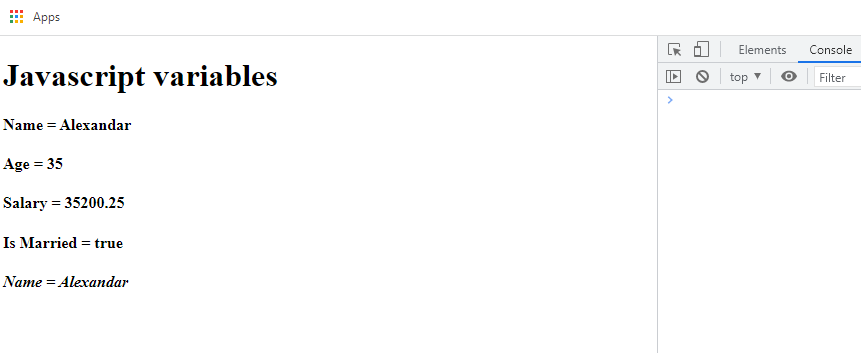 Apps
Elements Console
top ▼ Filter
Javascript variables
Name = Alexandar
Age = 35
Salary = 35200.25
Is Married = true
Name = Alexandar